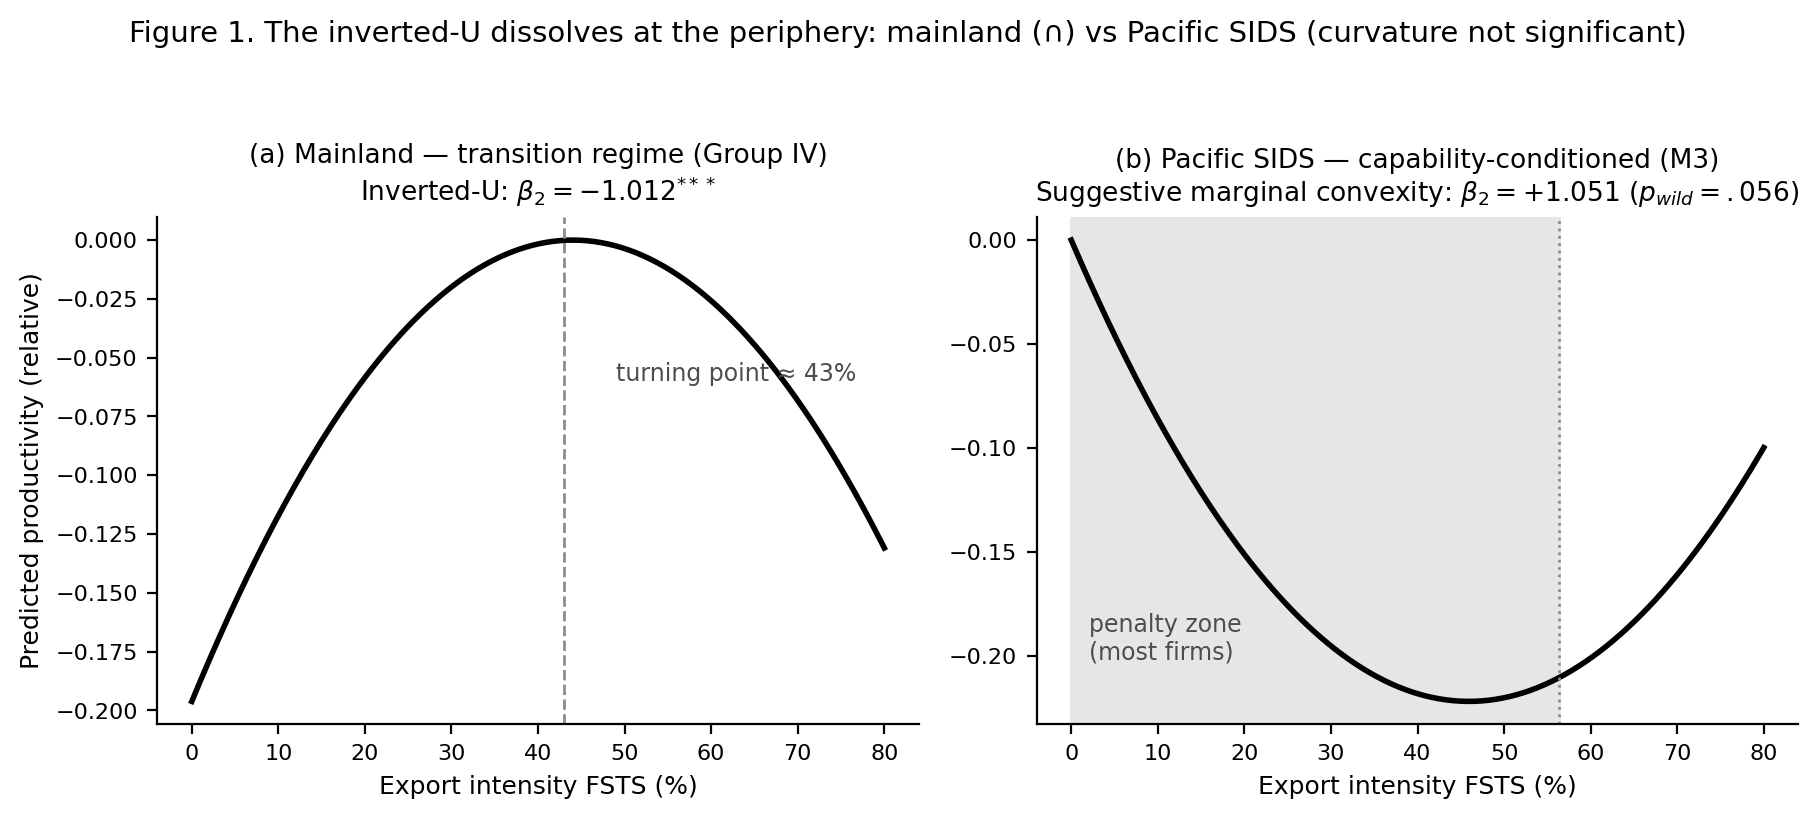 Figure 1. The inverted-U dissolves at the periphery: mainland (∩) vs Pacific SIDS (curvature not significant)
(a) Mainland — transition regime (Group IV)
Inverted-U: β₂ = −1.012***
0.000
−0.025
−0.050
−0.075
−0.100
−0.125
−0.150
−0.175
−0.200
Predicted productivity (relative)
turning point ≈ 43%
0 10 20 30 40 50 60 70 80
Export intensity FSTS (%)
(b) Pacific SIDS — capability-conditioned (M3)
Suggestive marginal convexity: β₂ = +1.051 (p_wild = .056)
0.00
−0.05
−0.10
−0.15
−0.20
penalty zone
(most firms)
0 10 20 30 40 50 60 70 80
Export intensity FSTS (%)